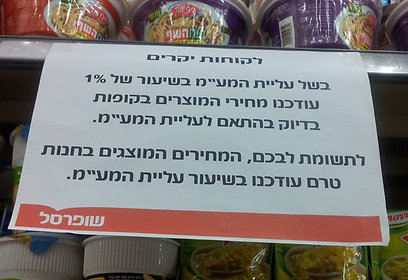 לקוחות יקרים
בשל עליית המע"מ בשיעור של 1%
עודכנו מחירי המוצרים בקופות
בדיוק בהתאם לעליית המע"מ.
לתשומת לבכם, המחירים המוצגים בחנות
טרם עודכנו בשיעור עליית המע"מ.
שופרסל